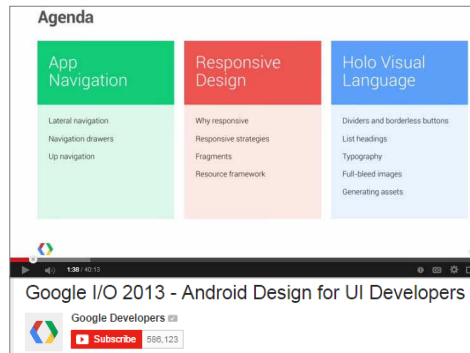 Agenda
App
Navigation
Lateral navigation
Navigation drawers
Up navigation
Responsive
Design
Why responsive
Responsive strategies
Fragments
Resource framework
Holo Visual
Language
Dividers and borderless buttons
List headings
Typography
Full-bleed images
Generating assets
1:38 / 40:13
Google I/O 2013 - Android Design for UI Developers
Google Developers
Subscribe 586,123